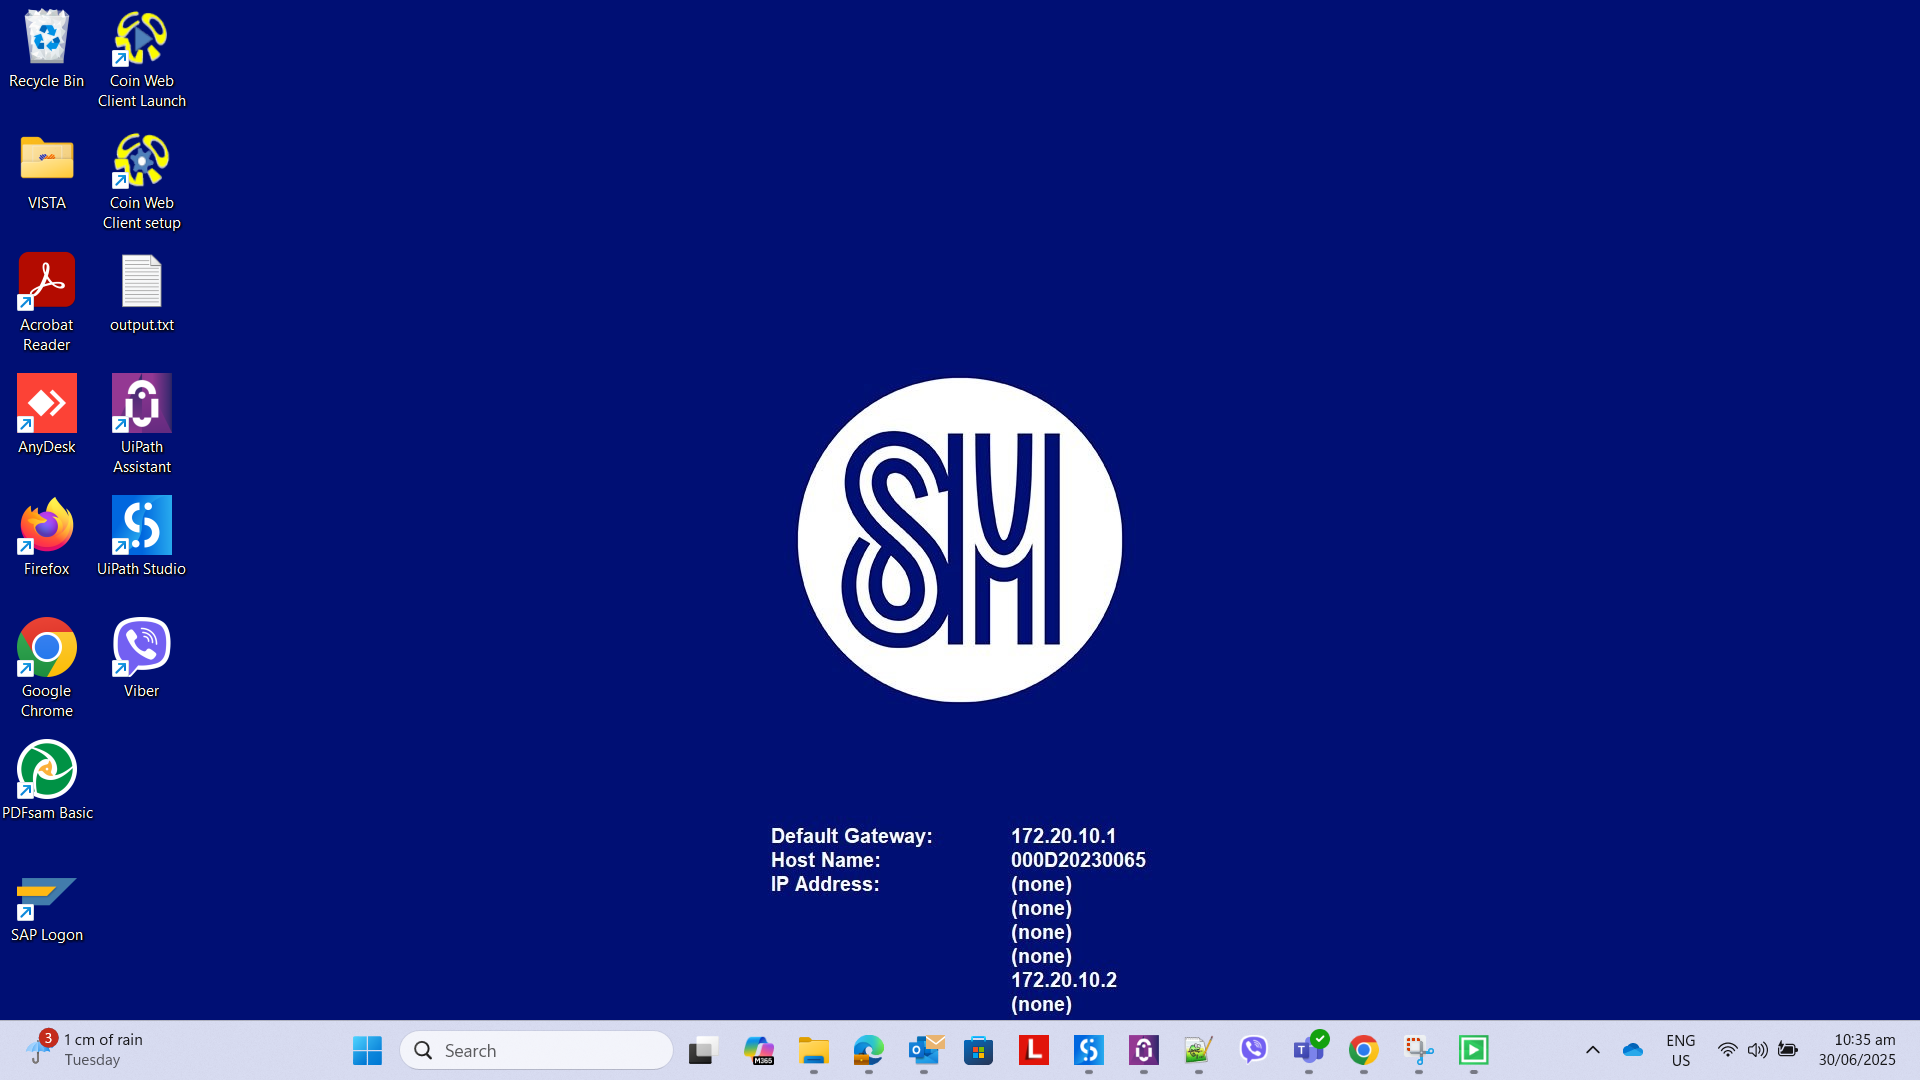 Recycle Bin
Coin Web
Client Launch
VISTA
Coin Web
Client setup
Acrobat
Reader
output.txt
AnyDesk
UiPath
Assistant
Firefox
UiPath Studio
Google
Chrome
Viber
PDFsam Basic
SAP Logon
SM
Default Gateway: 172.20.10.1
Host Name: 000D20230065
IP Address: (none)
(none)
(none)
(none)
172.20.10.2
(none)
3
1 cm of rain
Tuesday
Search
M365
L
ENG
US
10:35 am
30/06/2025